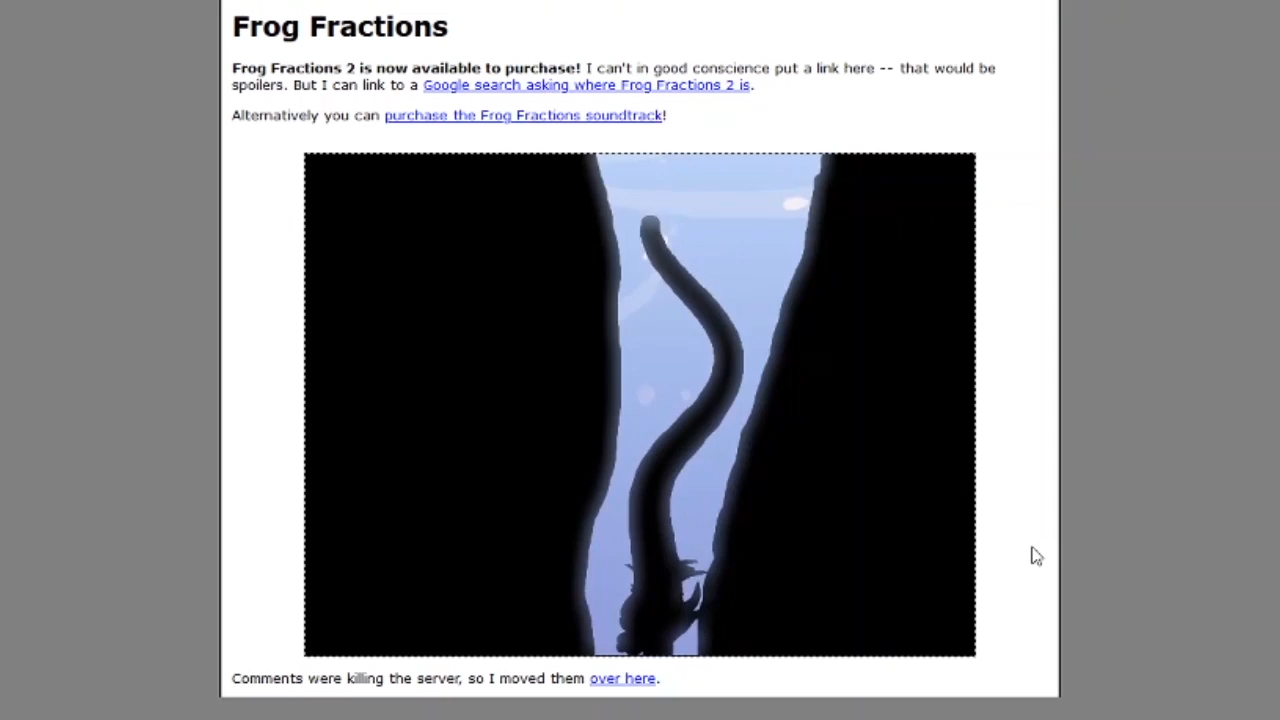 Frog Fractions
Frog Fractions 2 is now available to purchase! I can't in good conscience put a link here -- that would be
spoilers. But I can link to a Google search asking where Frog Fractions 2 is.
Alternatively you can purchase the Frog Fractions soundtrack!
Comments were killing the server, so I moved them over here.